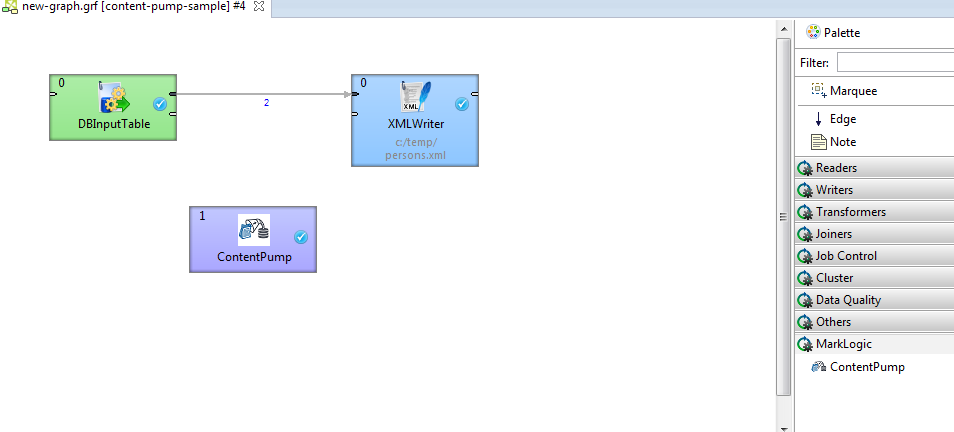 new-graph.grf [content-pump-sample] #4
0
DBInputTable
2
0
XML
XMLWriter
c:/temp/
persons.xml
1
ContentPump
Palette
Filter:
Marquee
Edge
Note
Readers
Writers
Transformers
Joiners
Job Control
Cluster
Data Quality
Others
MarkLogic
ContentPump